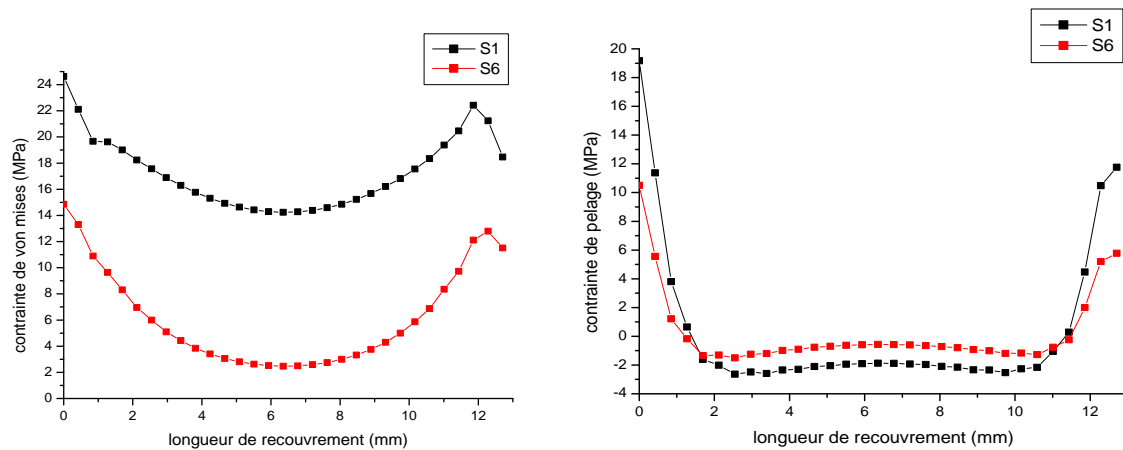 S1
S6
24
22
20
18
16
14
12
10
8
6
4
2
0
0 2 4 6 8 10 12
contrainte de von mises (MPa)
longueur de recouvrement (mm)
S1
S6
20
18
16
14
12
10
8
6
4
2
0
-2
-4
0 2 4 6 8 10 12
contrainte de pelage (MPa)
longueur de recouvrement (mm)